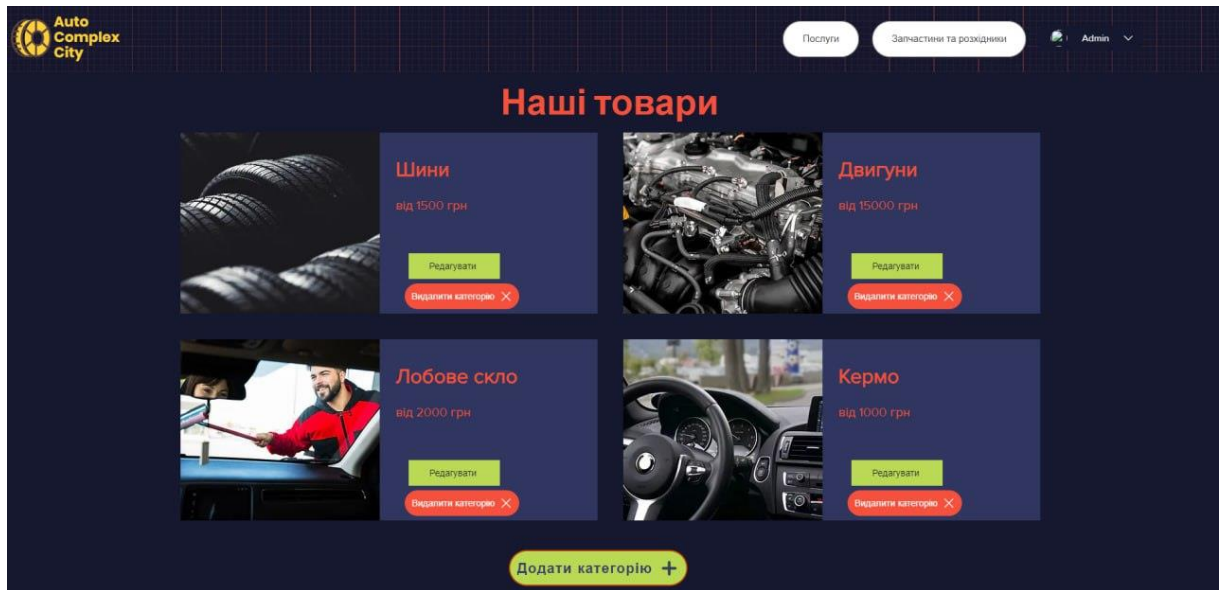 Auto
Complex
City
Послуги
Запчастини та розхідники
Admin
Наші товари
Шини
від 1500 грн
Редагувати
Видалити категорію
Двигуни
від 15000 грн
Редагувати
Видалити категорію
Лобове скло
від 2000 грн
Редагувати
Видалити категорію
Кермо
від 1000 грн
Редагувати
Видалити категорію
Додати категорію